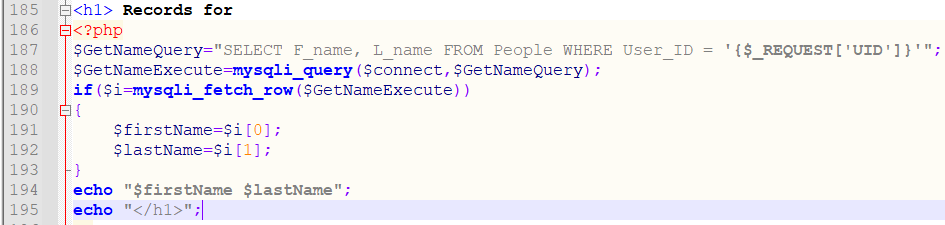 185 <h1> Records for
186 <?php
187 $GetNameQuery="SELECT F_name, L_name FROM People WHERE User_ID = '{$_REQUEST['UID']}'";
188 $GetNameExecute=mysqli_query($connect,$GetNameQuery);
189 if($i=mysqli_fetch_row($GetNameExecute))
190 {
191     $firstName=$i[0];
192     $lastName=$i[1];
193 }
194 echo "$firstName $lastName";
195 echo "</h1>";